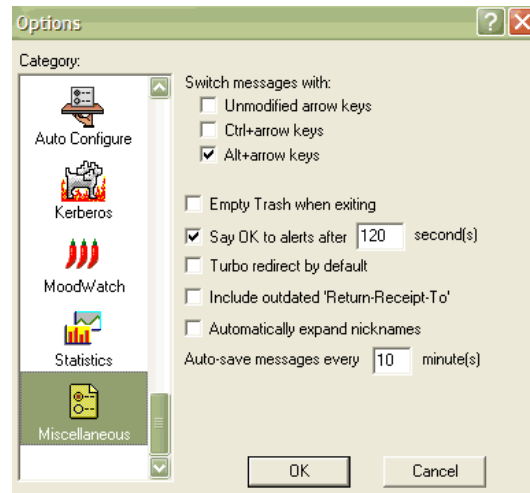 Options
Category:
Auto Configure
Kerberos
MoodWatch
Statistics
Miscellaneous
Switch messages with:
Unmodified arrow keys
Ctrl+arrow keys
Alt+arrow keys
Empty Trash when exiting
Say OK to alerts after 120 second(s)
Turbo redirect by default
Include outdated 'Return-Receipt-To'
Automatically expand nicknames
Auto-save messages every 10 minute(s)
OK Cancel